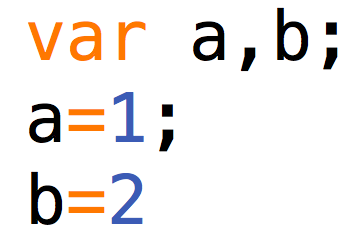 var a,b;
a=1;
b=2